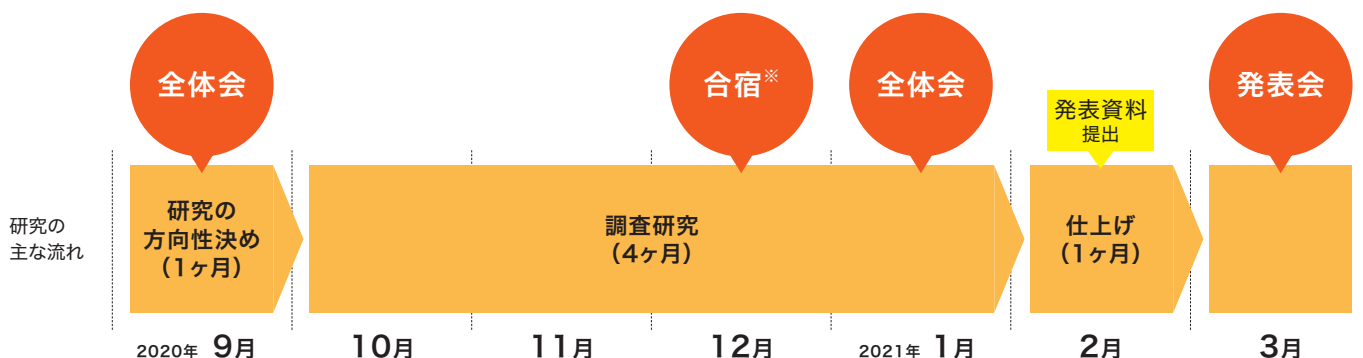 全体会
合宿※
全体会
発表会
発表資料
提出
研究の
主な流れ
研究の
方向性決め
（1ヶ月）
調査研究
（4ヶ月）
仕上げ
（1ヶ月）
2020年 9月
10月
11月
12月
2021年 1月
2月
3月